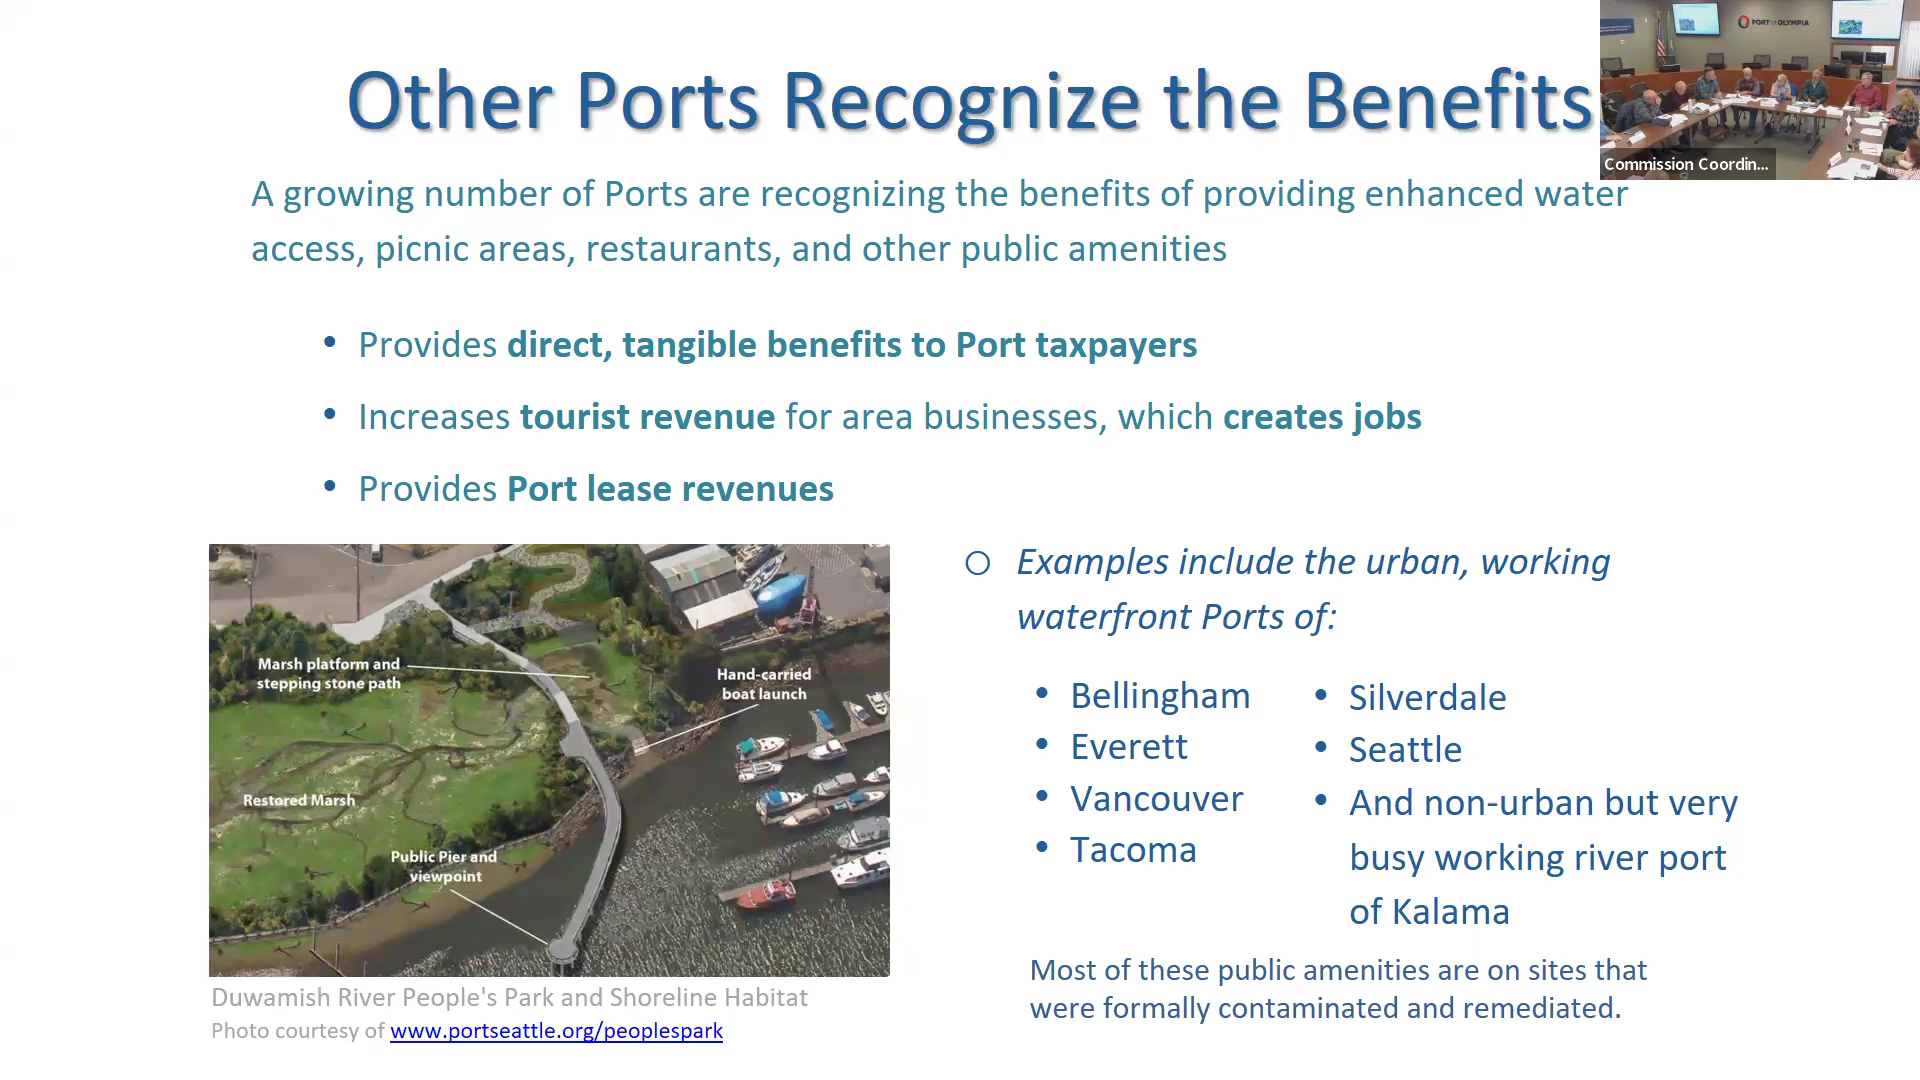 Other Ports Recognize the Benefits
PORT OF OLYMPIA
Commission Coordin...
A growing number of Ports are recognizing the benefits of providing enhanced water
access, picnic areas, restaurants, and other public amenities
• Provides direct, tangible benefits to Port taxpayers
• Increases tourist revenue for area businesses, which creates jobs
• Provides Port lease revenues
Marsh platform and
stepping stone path
Hand-carried
boat launch
Restored Marsh
Public Pier and
viewpoint
Duwamish River People's Park and Shoreline Habitat
Photo courtesy of www.portseattle.org/peoplespark
Examples include the urban, working
waterfront Ports of:
• Bellingham
• Everett
• Vancouver
• Tacoma
• Silverdale
• Seattle
• And non-urban but very
busy working river port
of Kalama
Most of these public amenities are on sites that
were formally contaminated and remediated.